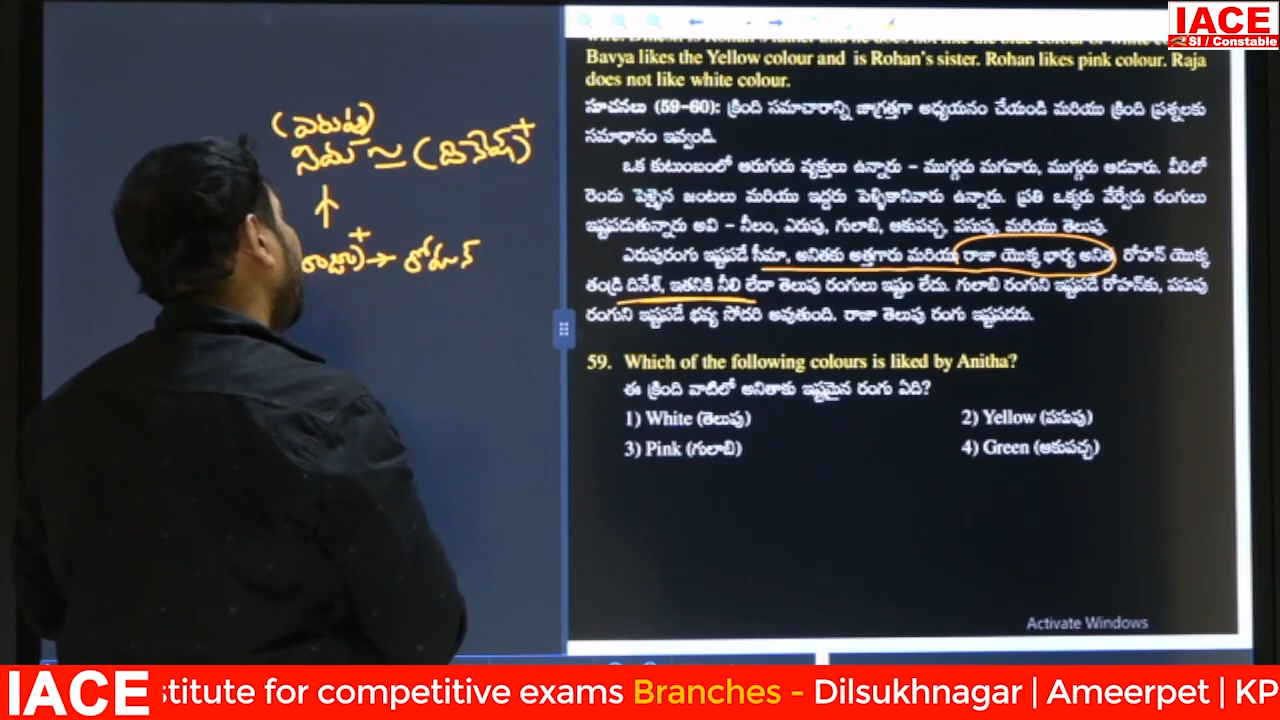 IACE
SI / Constable
Bavya likes the Yellow colour and is Rohan's sister. Rohan likes pink colour. Raja
does not like white colour.
సూచనలు (59-60): క్రింది సమాచారాన్ని జాగ్రత్తగా అధ్యయనం చేయండి మరియు క్రింది ప్రశ్నలకు
సమాధానం ఇవ్వండి.
ఒక కుటుంబంలో ఆరుగురు వ్యక్తులు ఉన్నారు - ముగ్గురు మగవారు, ముగ్గురు ఆడవారు. వీరిలో
రెండు పెళ్ళైన జంటలు మరియు ఇద్దరు పెళ్ళికానివారు ఉన్నారు. ప్రతి ఒక్కరు వేర్వేరు రంగులు
ఇష్టపడుతున్నారు అవి - నీలం, ఎరుపు, గులాబి, ఆకుపచ్చ, పసుపు, మరియు తెలుపు.
ఎరుపురంగు ఇష్టపడే సీమా, అనితకు అత్తగారు మరియు రాజా యొక్క భార్య అనిత. రోహన్ యొక్క
తండ్రి దినేశ్, ఇతనికి నీలి లేదా తెలుపు రంగులు ఇష్టం లేదు. గులాబి రంగుని ఇష్టపడే రోహన్‌కు, పసుపు
రంగుని ఇష్టపడే భవ్య సోదరి అవుతుంది. రాజా తెలుపు రంగు ఇష్టపడరు.
59. Which of the following colours is liked by Anitha?
ఈ క్రింది వాటిలో అనితాకు ఇష్టమైన రంగు ఏది?
1) White (తెలుపు) 2) Yellow (పసుపు)
3) Pink (గులాబి) 4) Green (ఆకుపచ్చ)
(ఎరుపు)
(దినేష్)+
రోహన్
Activate Windows
IACE stitute for competitive exams Branches - Dilsukhnagar | Ameerpet | KP